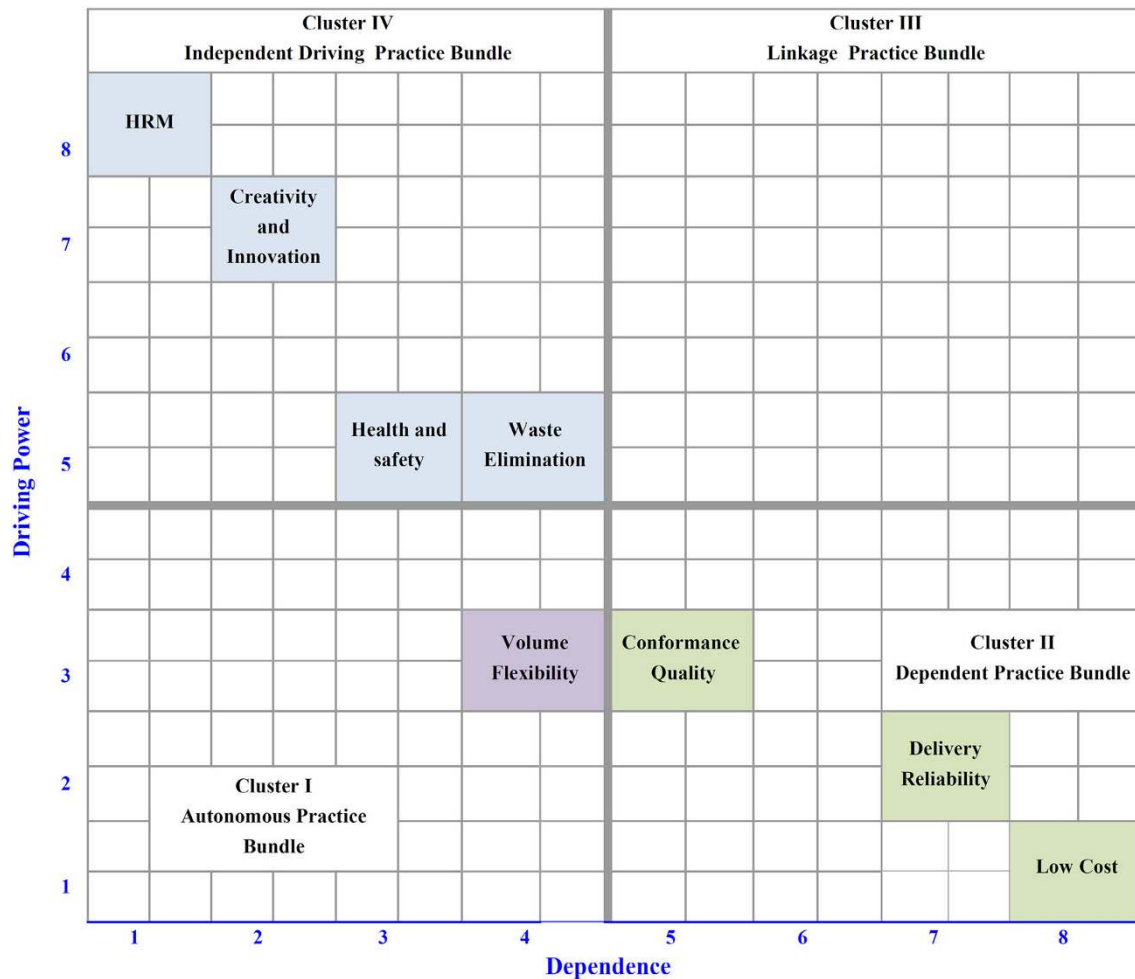 Cluster IV
Independent Driving Practice Bundle
Cluster III
Linkage Practice Bundle
HRM
8
Creativity
and
Innovation
7
6
Health and
safety
Waste
Elimination
5
Driving Power
4
Volume
Flexibility
Conformance
Quality
Cluster II
Dependent Practice Bundle
3
Delivery
Reliability
2
Cluster I
Autonomous Practice
Bundle
Low Cost
1
1 2 3 4 5 6 7 8
Dependence